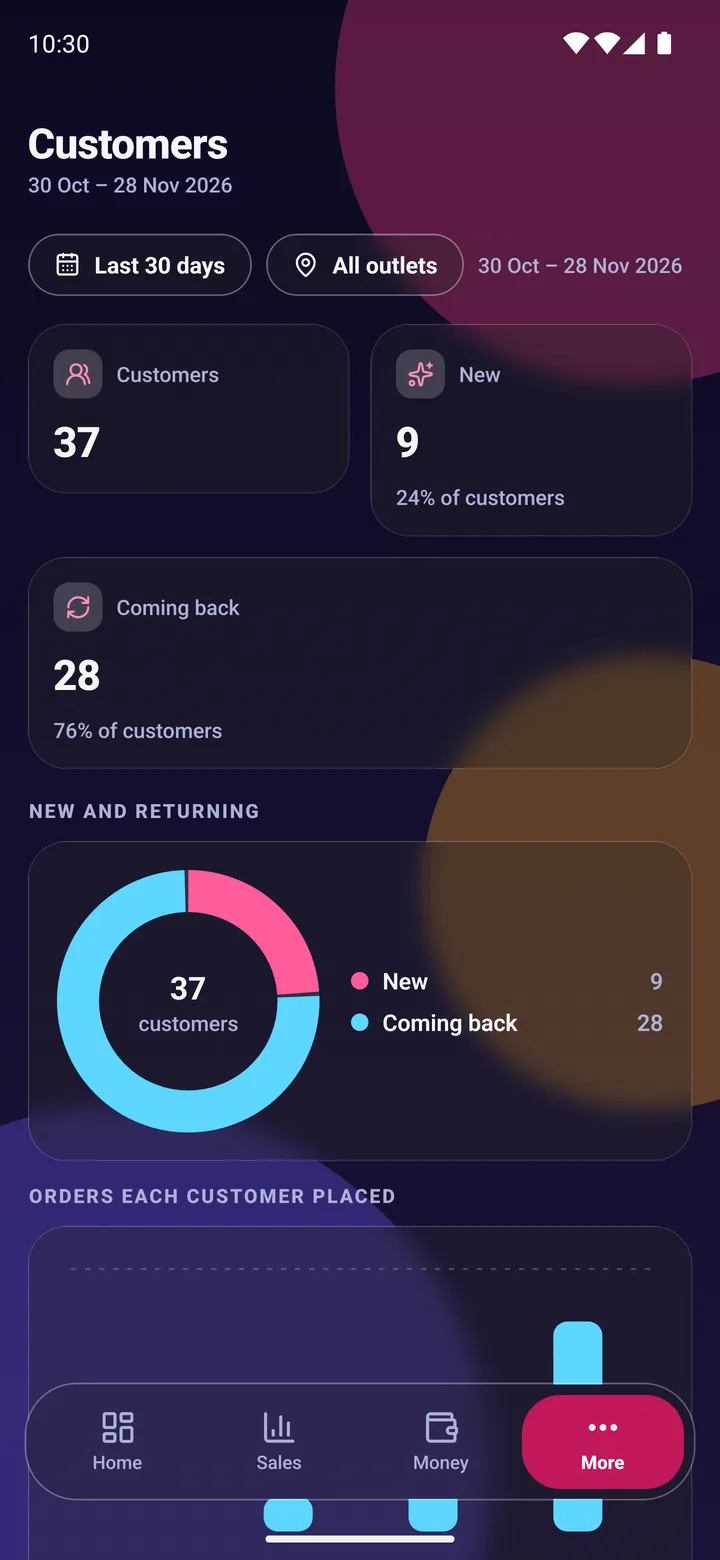 10:30
Customers
30 Oct – 28 Nov 2026
Last 30 days
All outlets
30 Oct – 28 Nov 2026
Customers
37
New
9
24% of customers
Coming back
28
76% of customers
NEW AND RETURNING
37
customers
New 9
Coming back 28
ORDERS EACH CUSTOMER PLACED
Home
Sales
Money
More